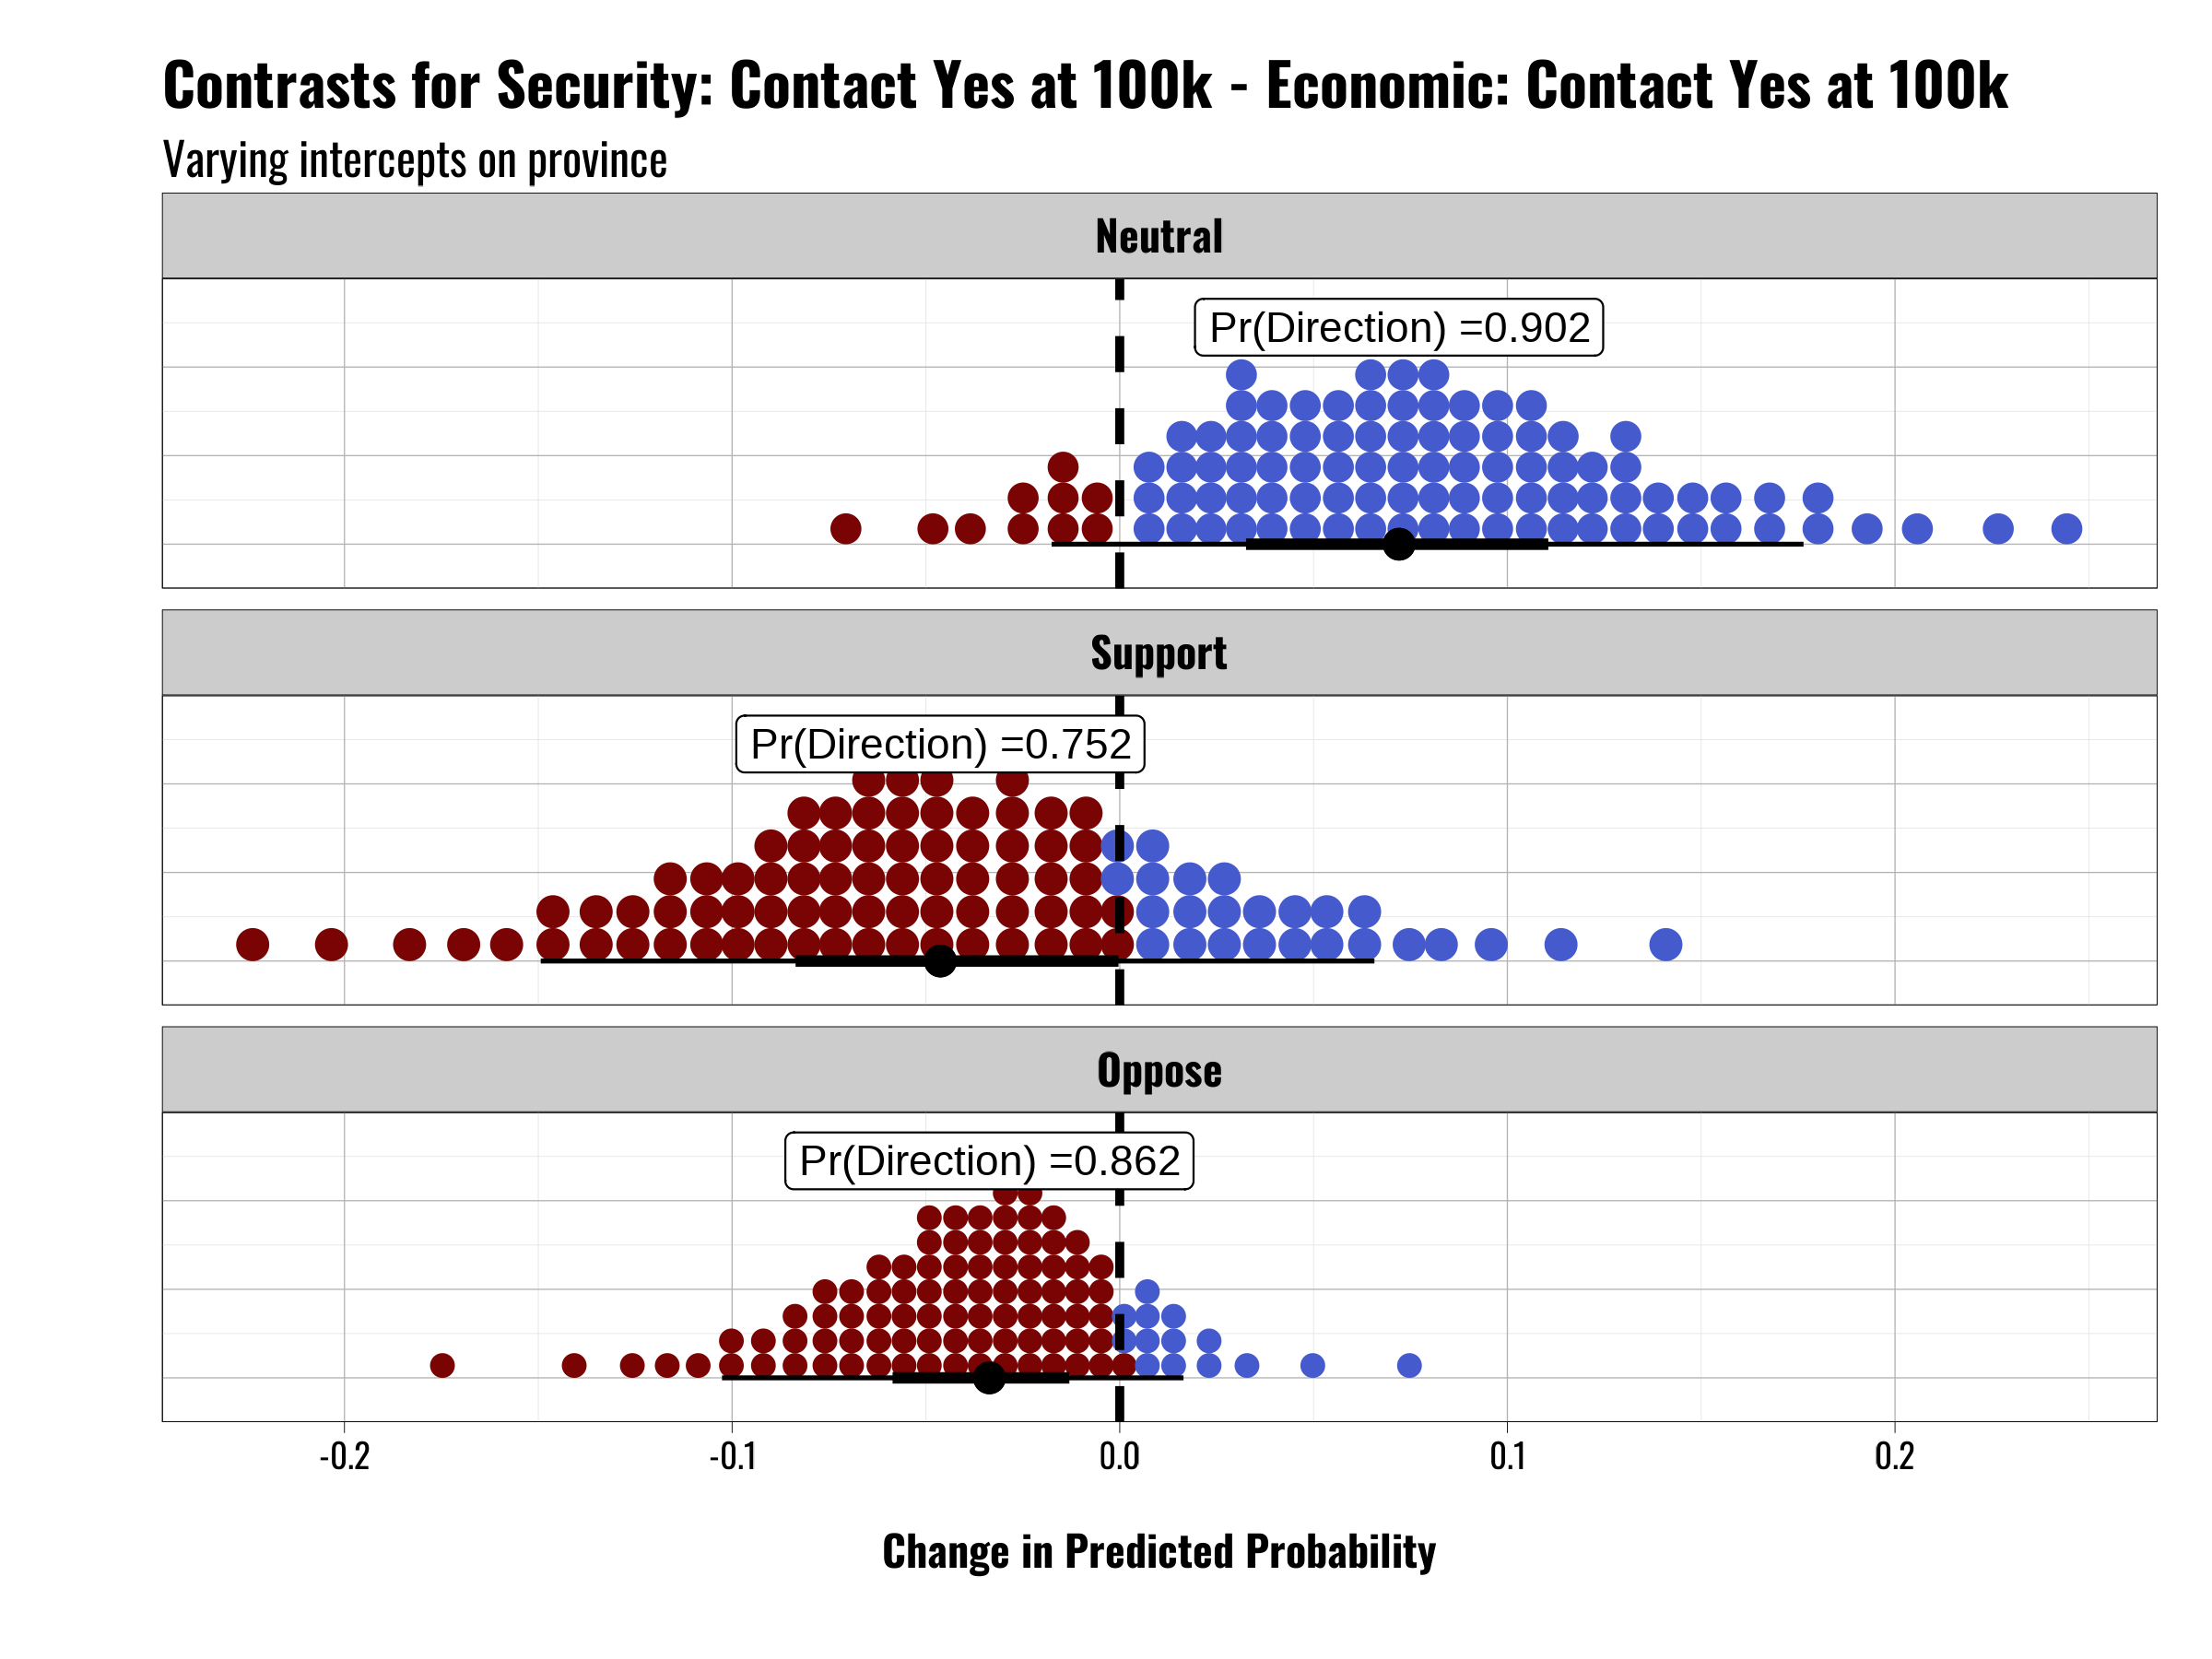 Contrasts for Security: Contact Yes at 100k - Economic: Contact Yes at 100k
Varying intercepts on province
Neutral
Pr(Direction) =0.902
Support
Pr(Direction) =0.752
Oppose
Pr(Direction) =0.862
-0.2 -0.1 0.0 0.1 0.2
Change in Predicted Probability